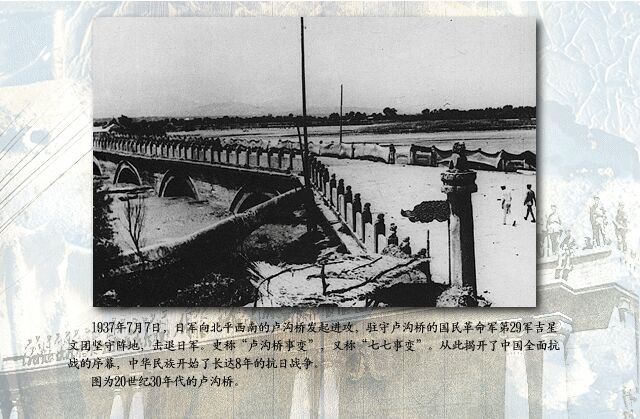 1937年7月7日，日军向北平西南的卢沟桥发起进攻，驻守卢沟桥的国民革命军第29军吉星
文团坚守阵地，击退日军。史称“卢沟桥事变”，又称“七七事变”。从此揭开了中国全面抗
战的序幕，中华民族开始了长达8年的抗日战争。
图为20世纪30年代的卢沟桥。